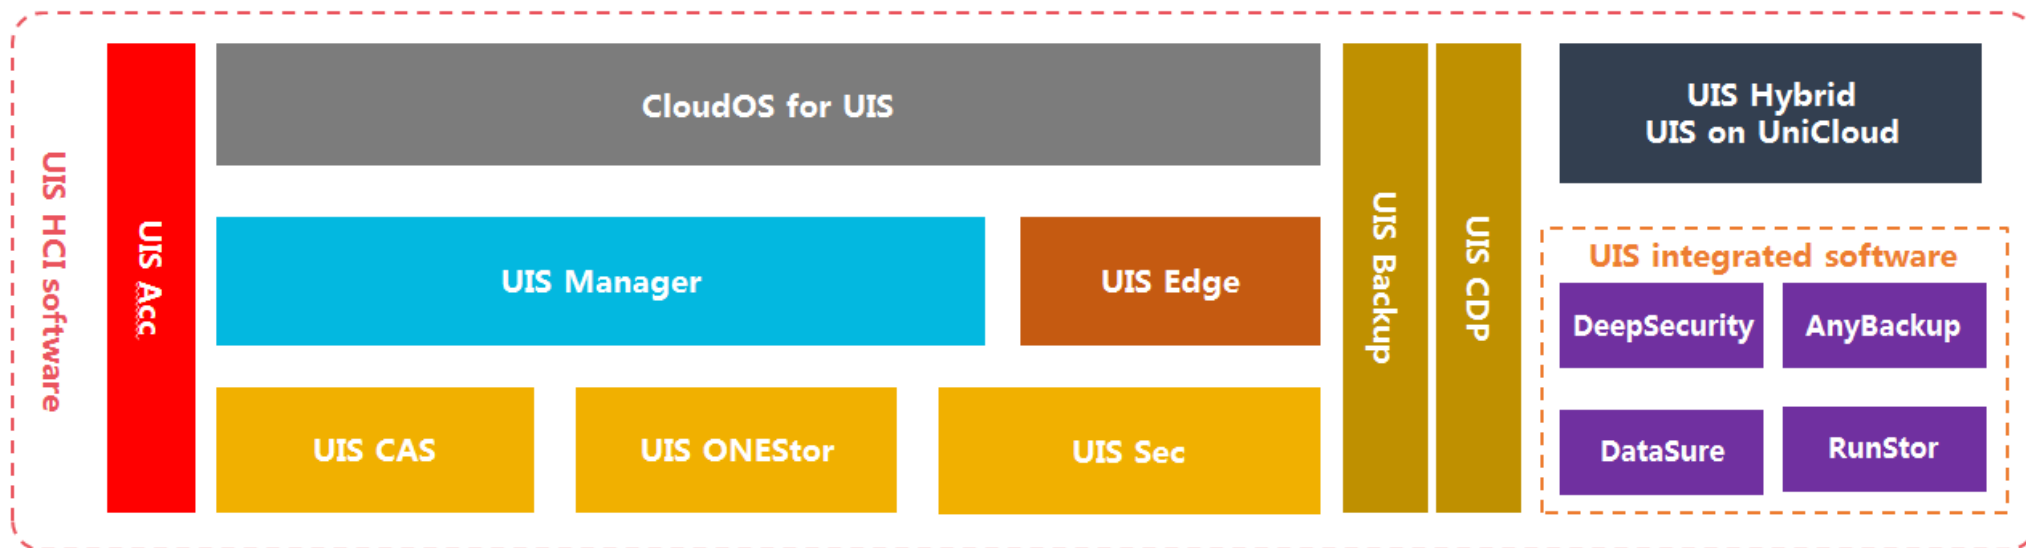 UIS HCI software
UIS Acc
CloudOS for UIS
UIS Manager
UIS Edge
UIS CAS
UIS ONEStor
UIS Sec
UIS Backup
UIS CDP
UIS Hybrid
UIS on UniCloud
UIS integrated software
DeepSecurity
AnyBackup
DataSure
RunStor